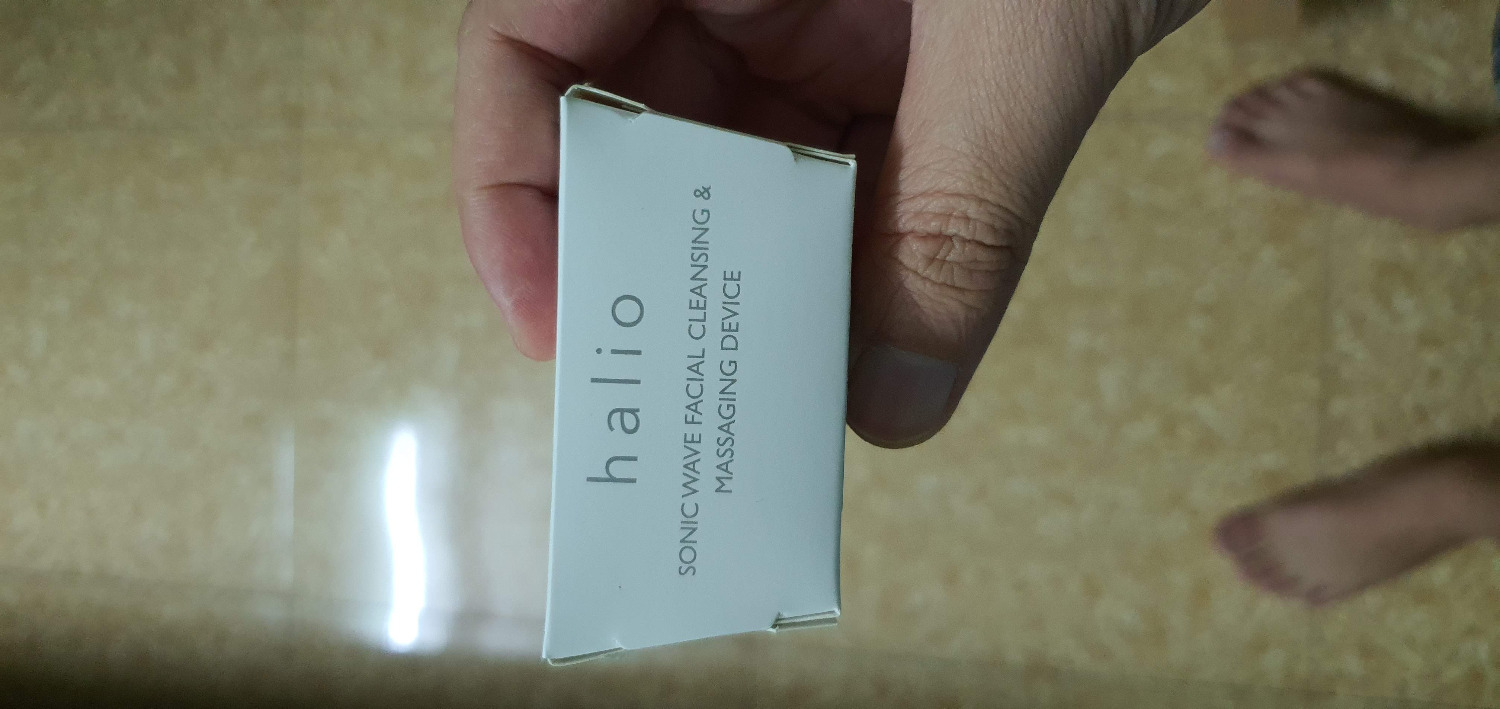 halio
SONIC WAVE FACIAL CLEANSING &
MASSAGING DEVICE